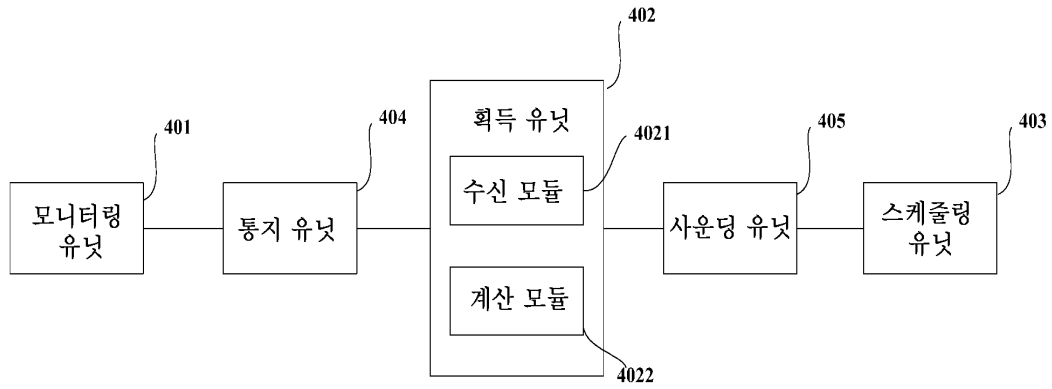 402
획득 유닛
404
401
4021
405
403
수신 모듈
모니터링
유닛
통지 유닛
사운딩 유닛
스케줄링
유닛
계산 모듈
4022